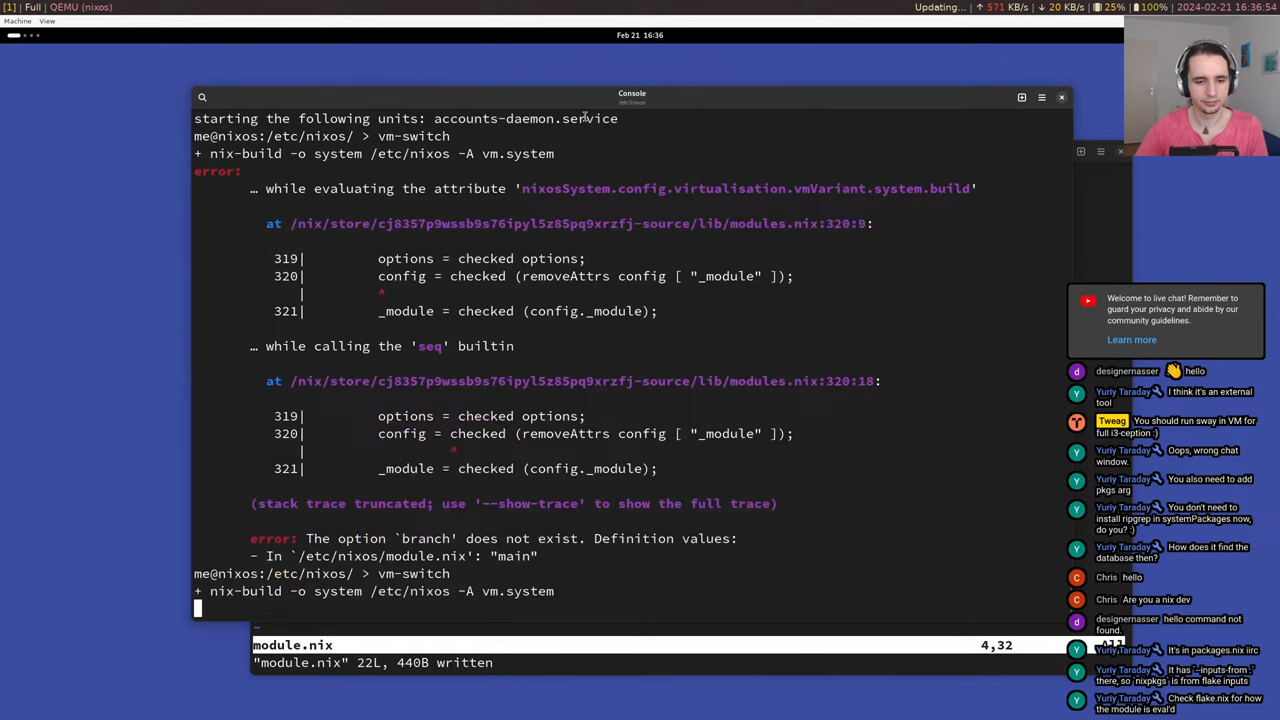 [1] | Full | QEMU (nixos)
Updating... | ↑ 571 KB/s | ↓ 20 KB/s | 25% | 100% | 2024-02-21 16:36:54
Machine View
Feb 21 16:36
Console
/etc/nixos
starting the following units: accounts-daemon.service
me@nixos:/etc/nixos/ > vm-switch
+ nix-build -o system /etc/nixos -A vm.system
error:
… while evaluating the attribute 'nixosSystem.config.virtualisation.vmVariant.system.build'
at /nix/store/cj8357p9wssb9s76ipyl5z85pq9xrzfj-source/lib/modules.nix:320:9:
319| options = checked options;
320| config = checked (removeAttrs config [ "_module" ]);
| ^
321| _module = checked (config._module);
… while calling the 'seq' builtin
at /nix/store/cj8357p9wssb9s76ipyl5z85pq9xrzfj-source/lib/modules.nix:320:18:
319| options = checked options;
320| config = checked (removeAttrs config [ "_module" ]);
| ^
321| _module = checked (config._module);
(stack trace truncated; use '--show-trace' to show the full trace)
error: The option `branch' does not exist. Definition values:
- In `/etc/nixos/module.nix': "main"
me@nixos:/etc/nixos/ > vm-switch
+ nix-build -o system /etc/nixos -A vm.system
~
module.nix 4,32
"module.nix" 22L, 440B written
Welcome to live chat! Remember to
guard your privacy and abide by our
community guidelines.
Learn more
d designernasser 👋 hello
Y Yuriy Taraday I think it's an external
tool
Tweag You should run sway in VM for
full i3-ception :)
Y Yuriy Taraday Oops, wrong chat
window.
Y Yuriy Taraday You also need to add
pkgs arg
Y Yuriy Taraday You don't need to
install ripgrep in systemPackages now,
do you? :)
Y Yuriy Taraday How does it find the
database then?
C Chris hello
C Chris Are you a nix dev
d designernasser hello command not
found.
Y Yuriy Taraday It's in packages.nix iirc
Y Yuriy Taraday It has `--inputs-from .`
there, so `nixpkgs` is from flake inputs
Y Yuriy Taraday Check flake.nix for how
the module is eval'd